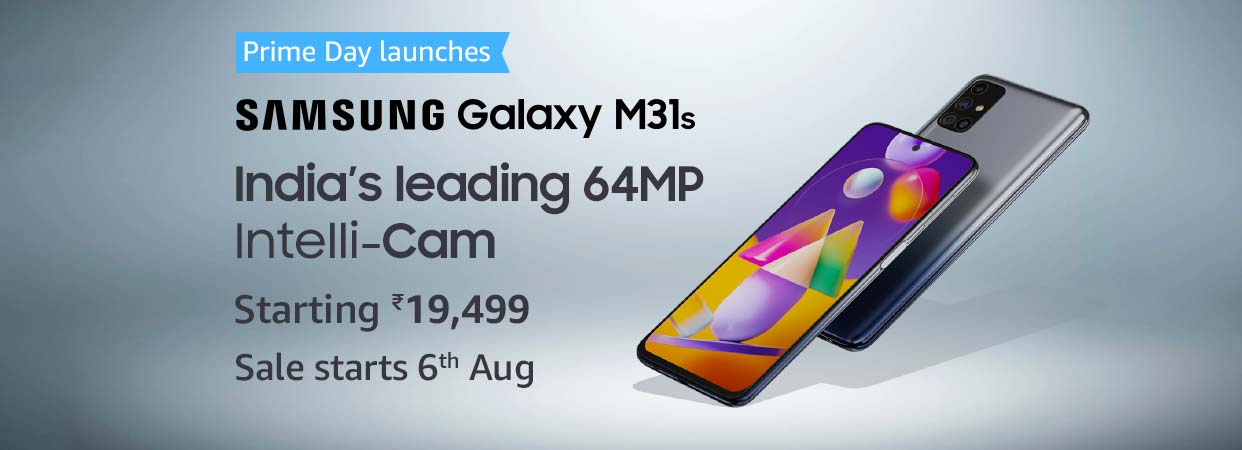 Prime Day launches
SAMSUNG Galaxy M31s
India's leading 64MP
Intelli-Cam
Starting ₹19,499
Sale starts 6th Aug